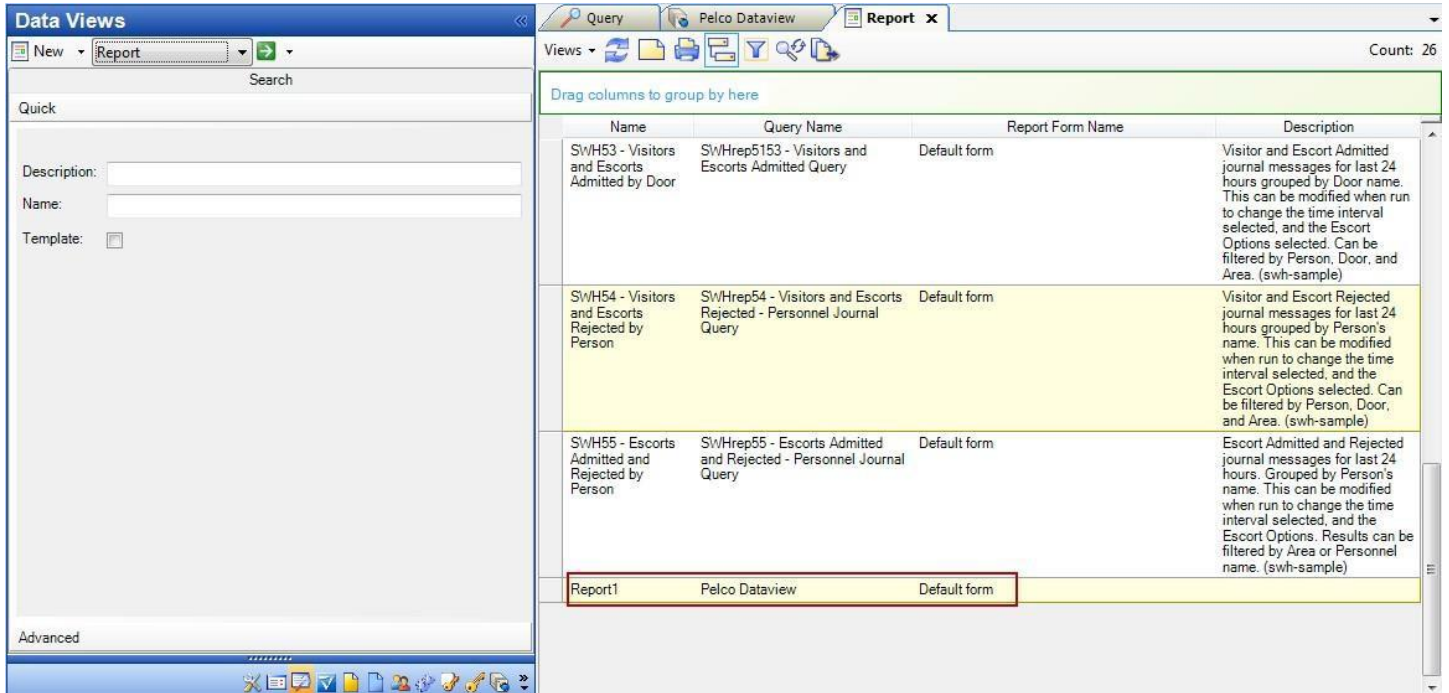 Data Views
New
Report
Search
Quick
Description:
Name:
Template:
Advanced
Query
Pelco Dataview
Report
Views
Count: 26
Drag columns to group by here
Name
Query Name
Report Form Name
Description
SWH53 - Visitors
and Escorts
Admitted by Door
SWHrep5153 - Visitors and
Escorts Admitted Query
Default form
Visitor and Escort Admitted
journal messages for last 24
hours grouped by Door name.
This can be modified when run
to change the time interval
selected, and the Escort
Options selected. Can be
filtered by Person, Door, and
Area. (swh-sample)
SWH54 - Visitors
and Escorts
Rejected by
Person
SWHrep54 - Visitors and Escorts
Rejected - Personnel Journal
Query
Default form
Visitor and Escort Rejected
journal messages for last 24
hours grouped by Person's
name. This can be modified
when run to change the time
interval selected, and the
Escort Options selected. Can
be filtered by Person, Door,
and Area. (swh-sample)
SWH55 - Escorts
Admitted and
Rejected by
Person
SWHrep55 - Escorts Admitted
and Rejected - Personnel Journal
Query
Default form
Escort Admitted and Rejected
journal messages for last 24
hours. Grouped by Person's
name. This can be modified
when run to change the time
interval selected, and the
Escort Options. Results can be
filtered by Area or Personnel
name. (swh-sample)
Report1
Pelco Dataview
Default form